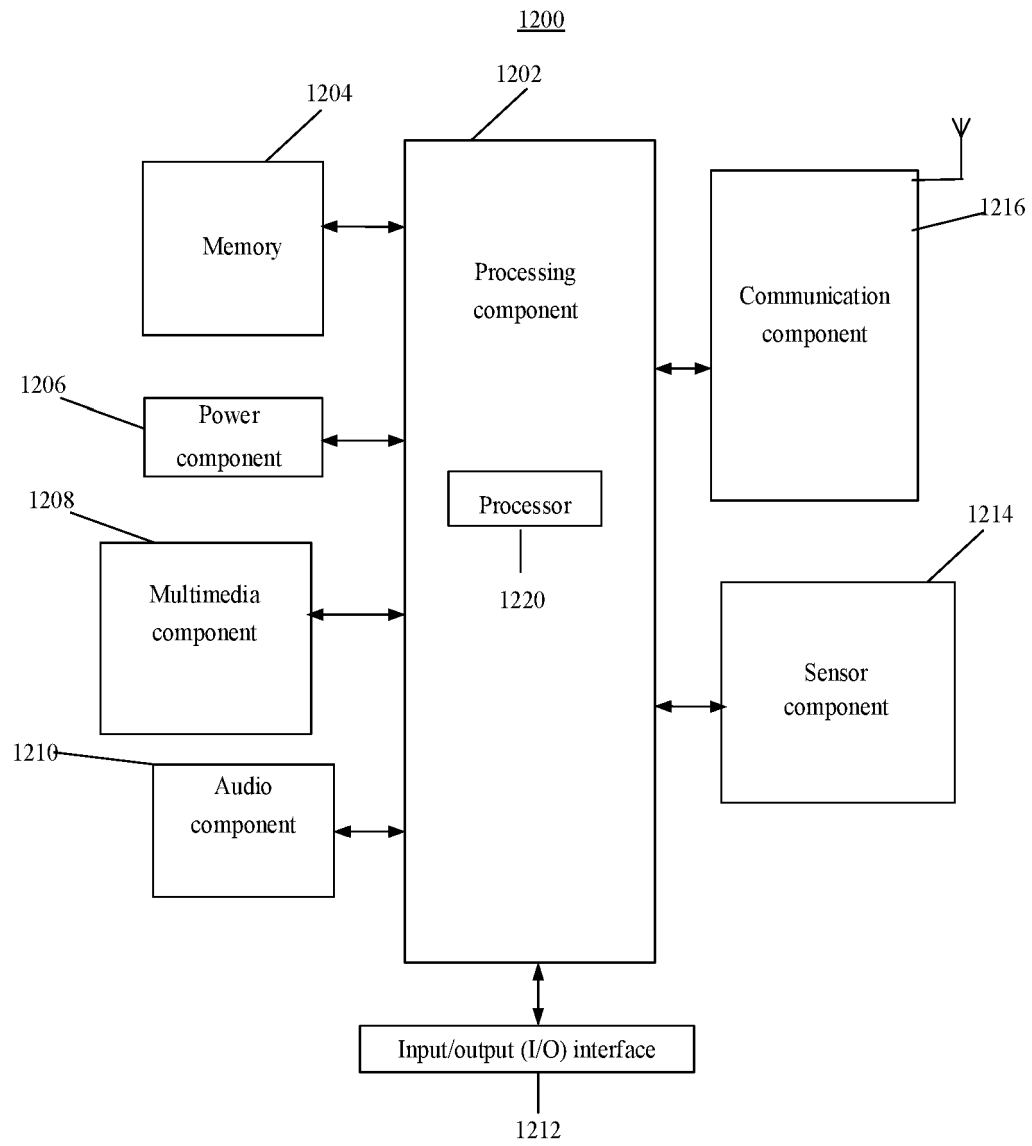 1200
1202
1204
Memory
Processing
component
1216
Communication
component
1206
Power
component
Processor
1220
1208
Multimedia
component
1214
Sensor
component
1210
Audio
component
Input/output (I/O) interface
1212